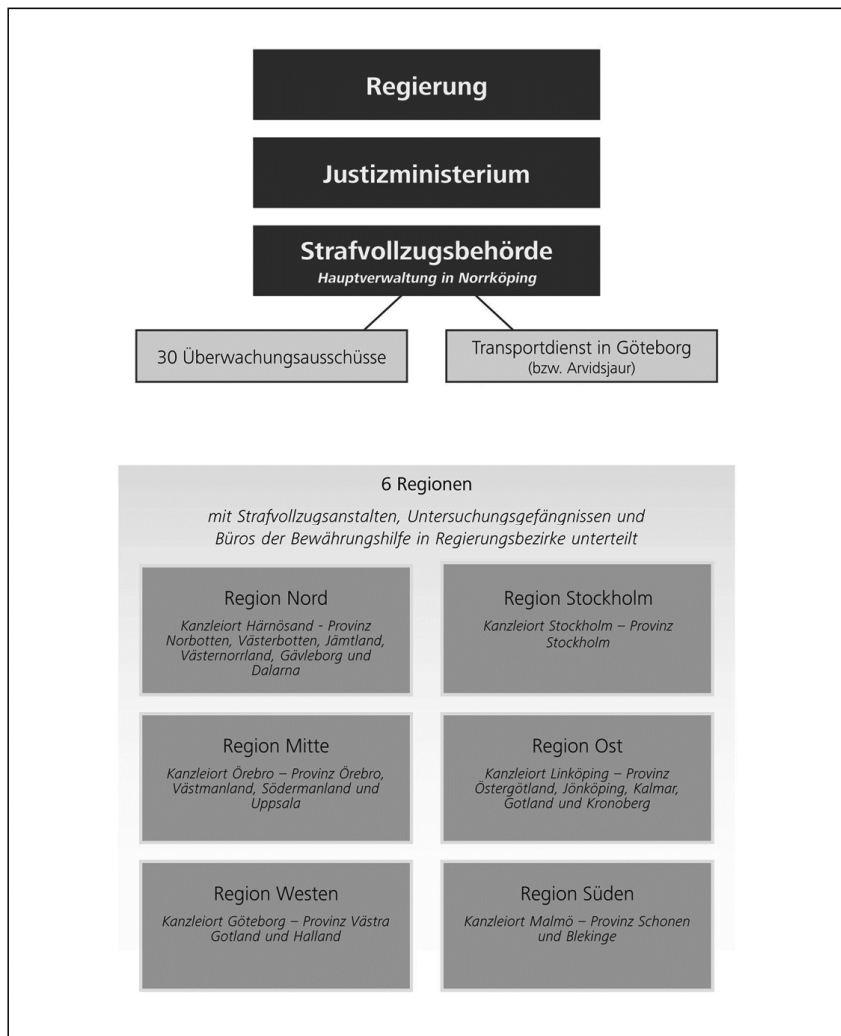 Regierung
Justizministerium
Strafvollzugsbehörde
Hauptverwaltung in Norrköping
30 Überwachungsausschüsse
Transportdienst in Göteborg
(bzw. Arvidsjaur)
6 Regionen
mit Strafvollzugsanstalten, Untersuchungsgefängnissen und
Büros der Bewährungshilfe in Regierungsbezirke unterteilt
Region Nord
Kanzleiort Härnösand - Provinz
Norbotten, Västerbotten, Jämtland,
Västernorrland, Gävleborg und
Dalarna
Region Stockholm
Kanzleiort Stockholm – Provinz
Stockholm
Region Mitte
Kanzleiort Örebro – Provinz Örebro,
Västmanland, Södermanland und
Uppsala
Region Ost
Kanzleiort Linköping – Provinz
Östergötland, Jönköping, Kalmar,
Gotland und Kronoberg
Region Westen
Kanzleiort Göteborg – Provinz Västra
Gotland und Halland
Region Süden
Kanzleiort Malmö – Provinz Schonen
und Blekinge